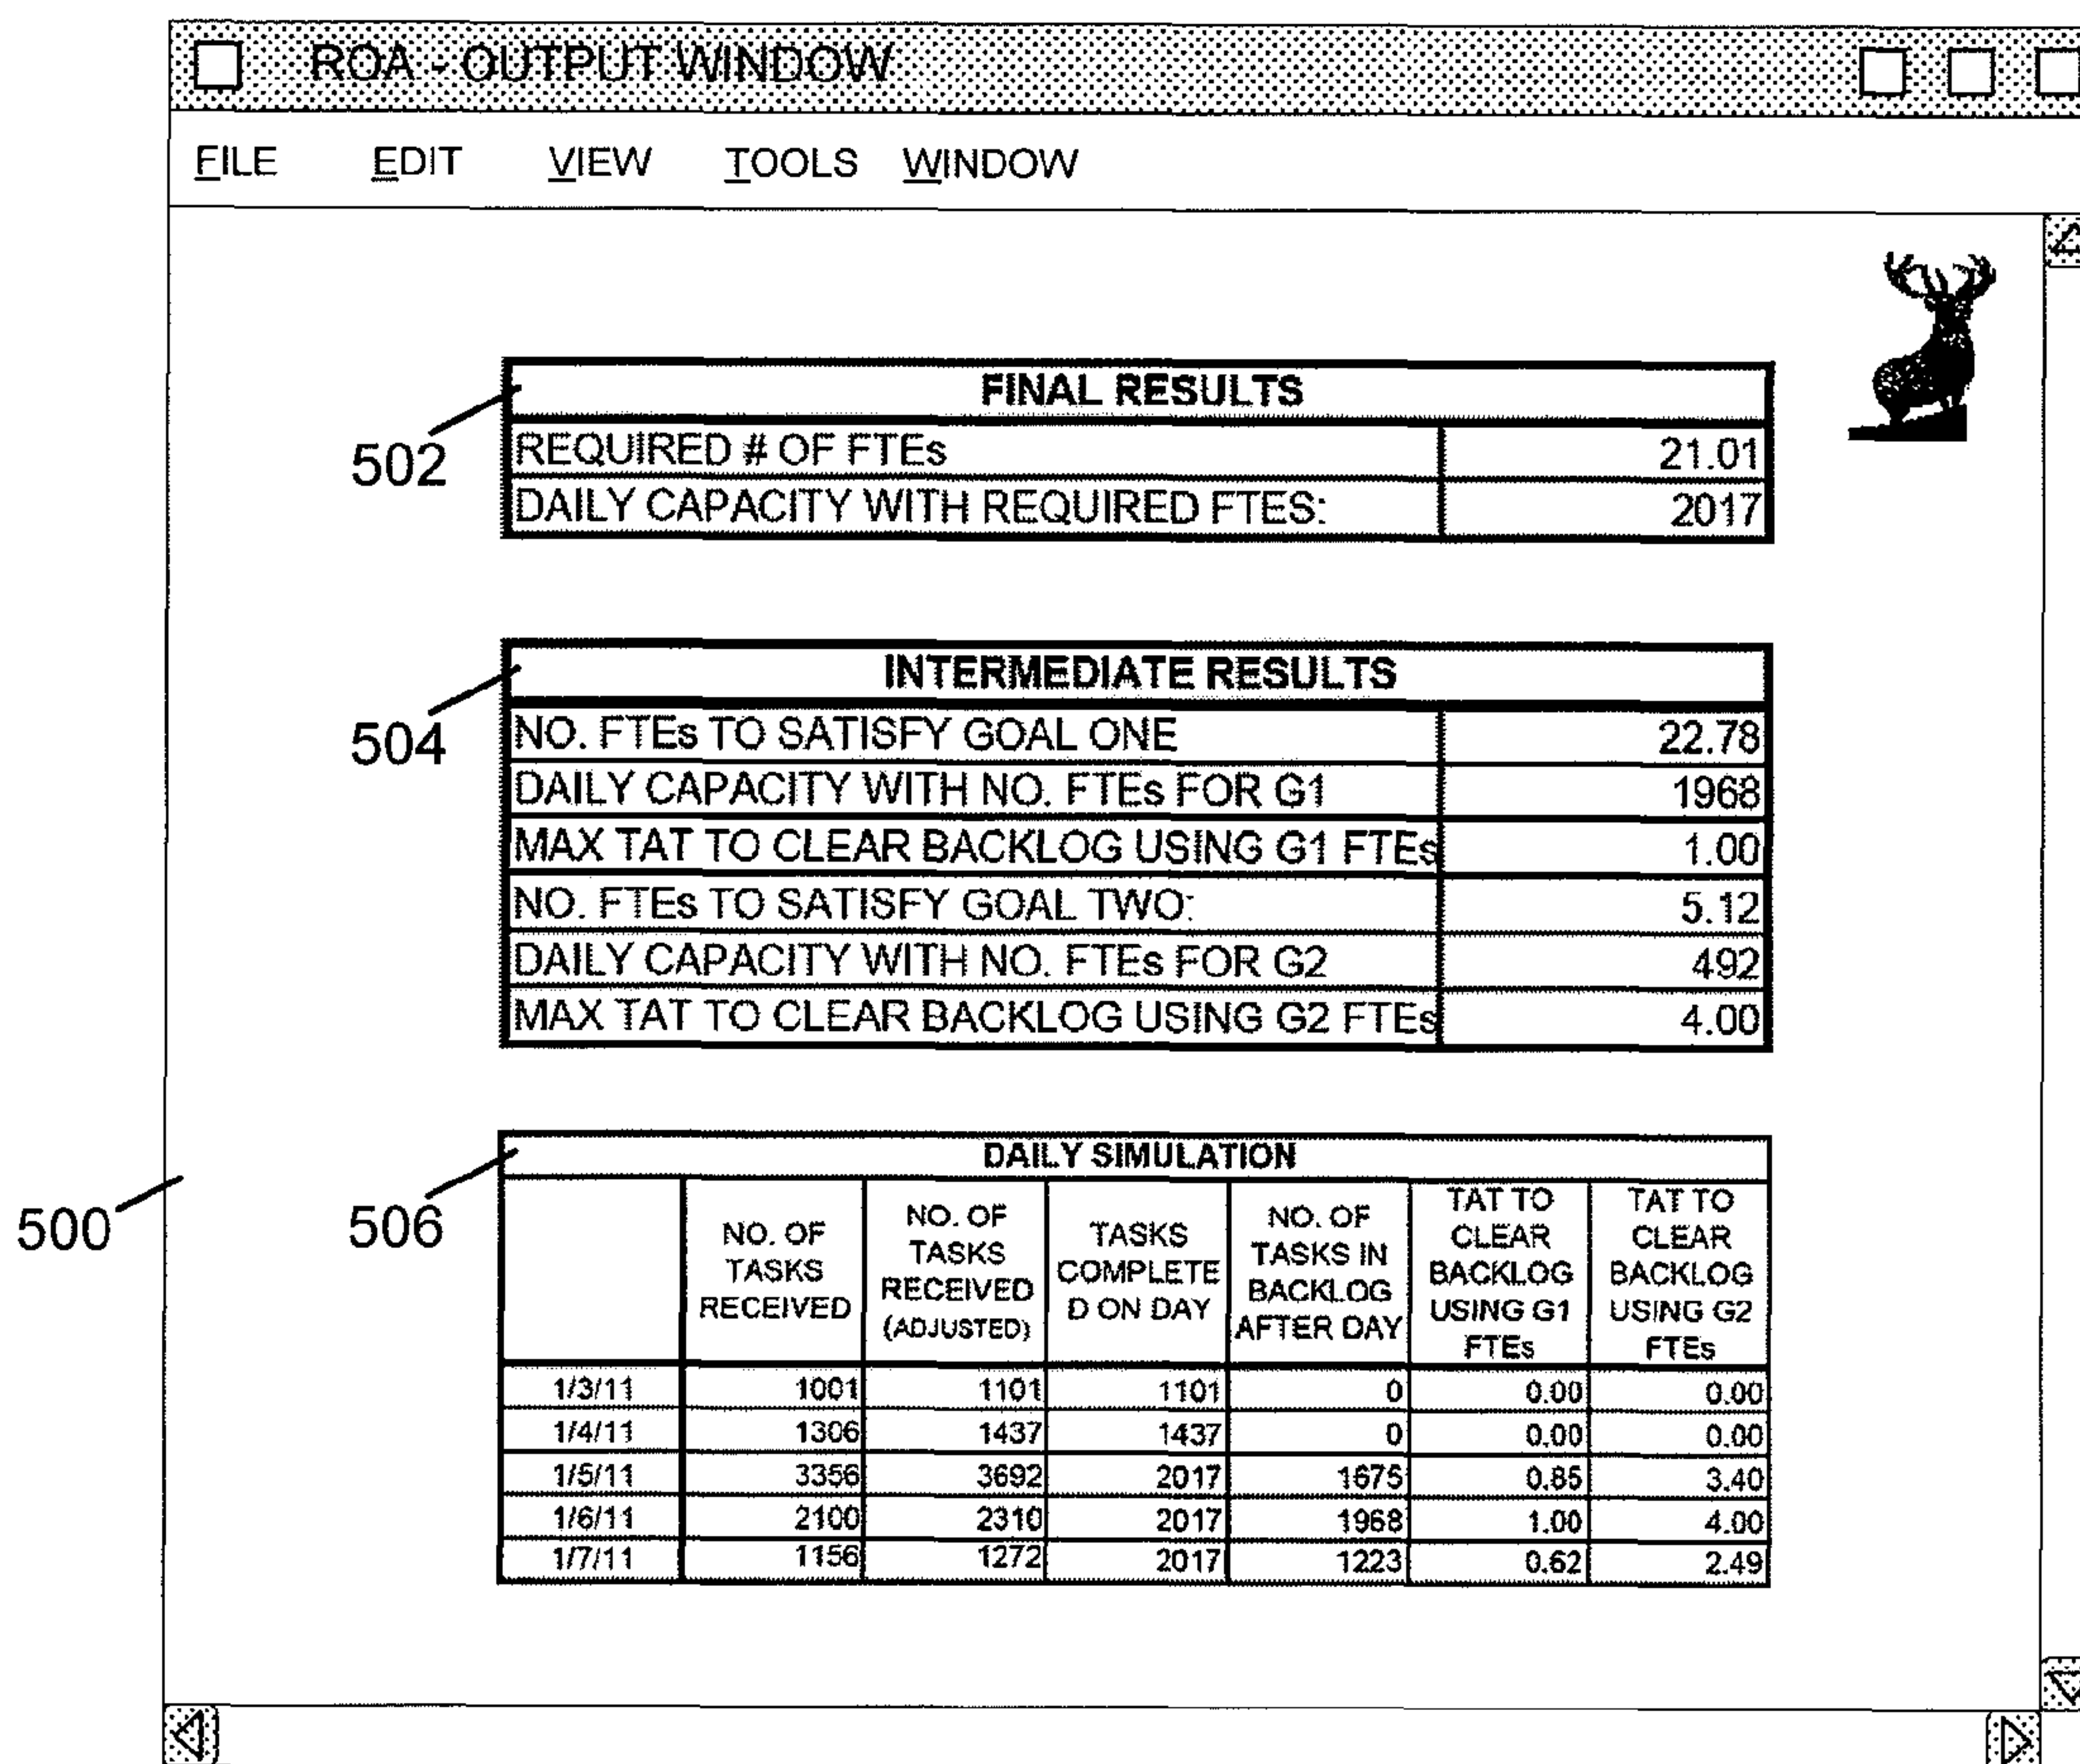 ROA - OUTPUT WINDOW
FILE EDIT VIEW TOOLS WINDOW
502
FINAL RESULTS
REQUIRED # OF FTEs 21.01
DAILY CAPACITY WITH REQUIRED FTES: 2017
504
INTERMEDIATE RESULTS
NO. FTEs TO SATISFY GOAL ONE 22.78
DAILY CAPACITY WITH NO. FTEs FOR G1 1968
MAX TAT TO CLEAR BACKLOG USING G1 FTEs 1.00
NO. FTEs TO SATISFY GOAL TWO: 5.12
DAILY CAPACITY WITH NO. FTEs FOR G2 492
MAX TAT TO CLEAR BACKLOG USING G2 FTEs 4.00
500
506
DAILY SIMULATION
NO. OF
TASKS
RECEIVED
NO. OF
TASKS
RECEIVED
(ADJUSTED)
TASKS
COMPLETE
D ON DAY
NO. OF
TASKS IN
BACKLOG
AFTER DAY
TAT TO
CLEAR
BACKLOG
USING G1
FTEs
TAT TO
CLEAR
BACKLOG
USING G2
FTEs
1/3/11 1001 1101 1101 0 0.00 0.00
1/4/11 1306 1437 1437 0 0.00 0.00
1/5/11 3356 3692 2017 1675 0.85 3.40
1/6/11 2100 2310 2017 1968 1.00 4.00
1/7/11 1156 1272 2017 1223 0.62 2.49